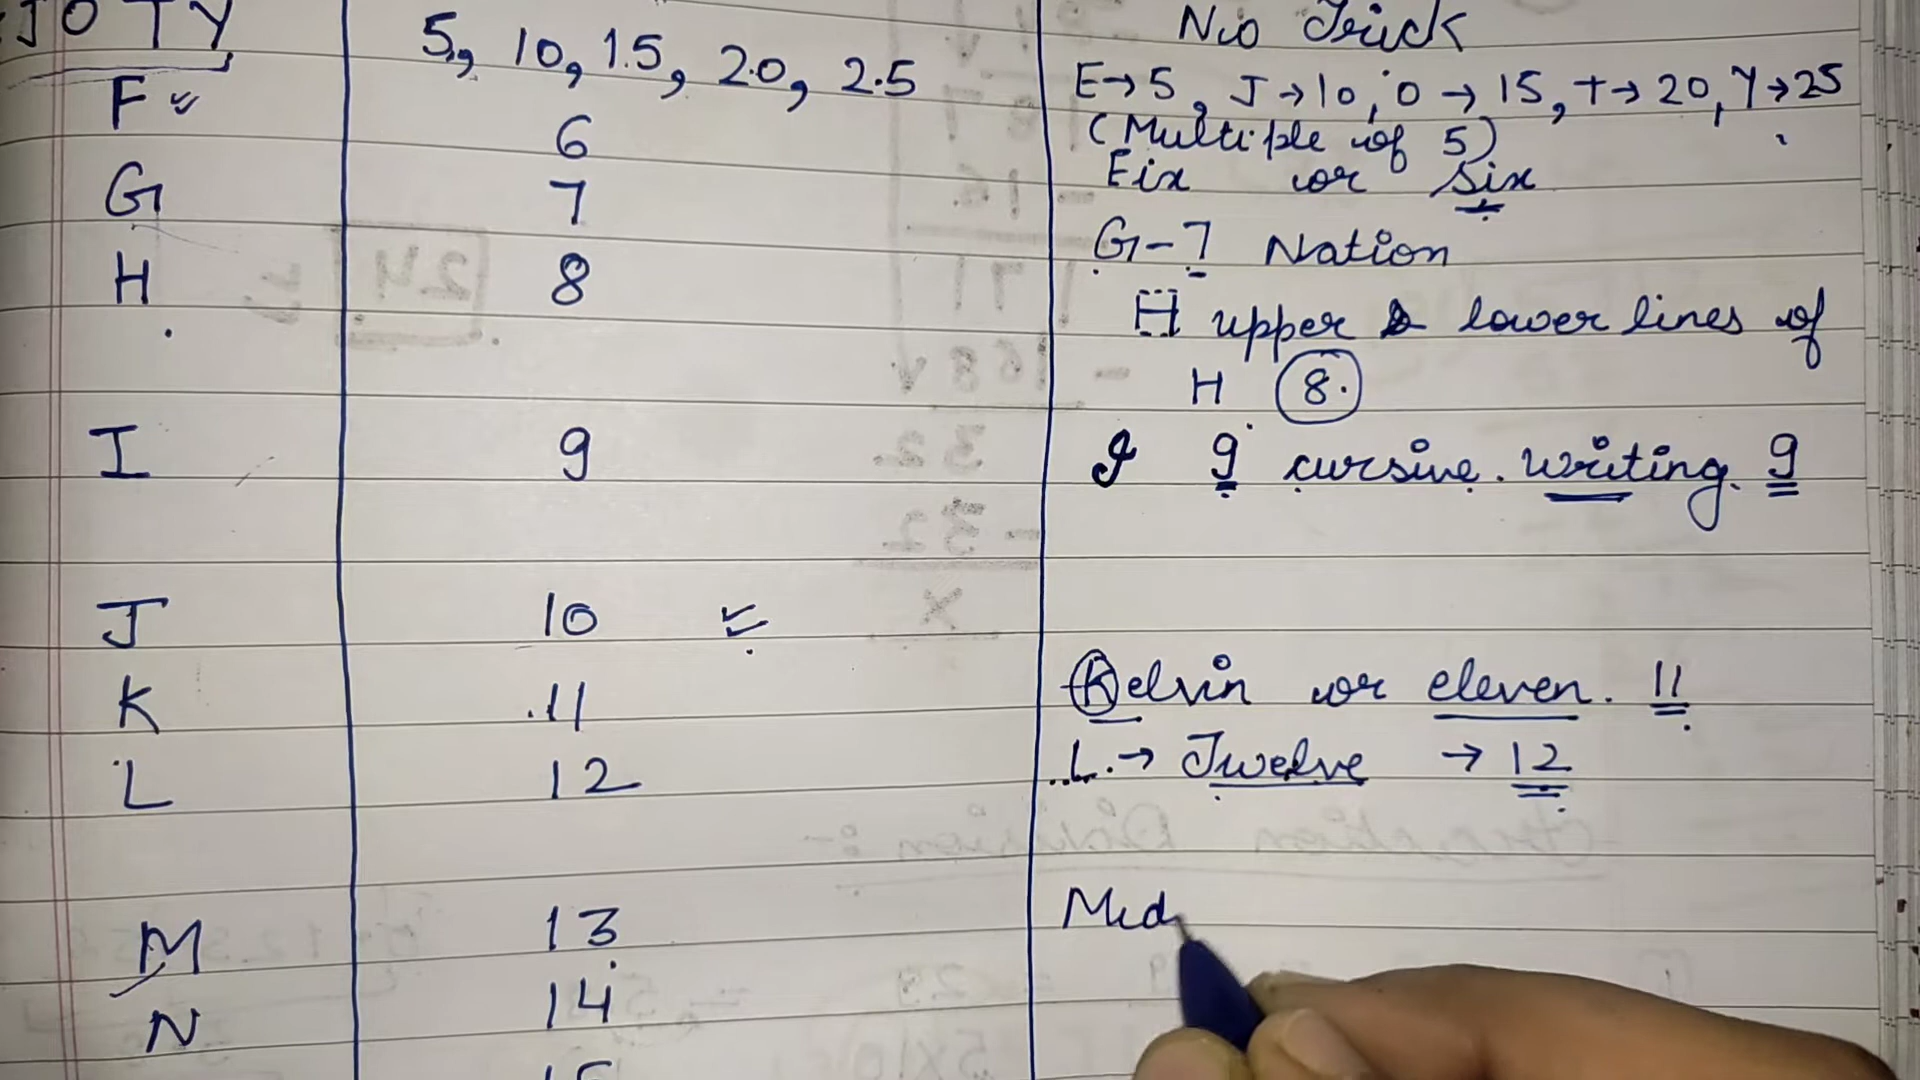 JOTY 5, 10, 15, 20, 25 No Trick
E→5, J→10, O→15, T→20, Y→25
(Multiple of 5)
F 6 Fix or Six
G 7 G-7 Nation
H 8 H upper & lower lines of
H 8.
I 9 I 9 cursive writing. 9
J 10
K 11 Kelvin or eleven. 11
L 12 L → Twelve → 12
M 13 Mid
N 14
15